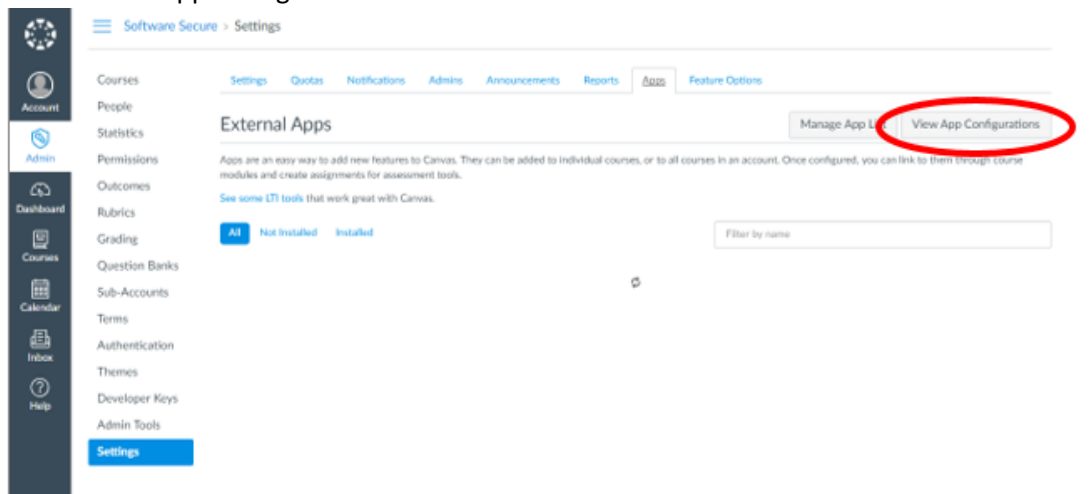 Software Secure > Settings
Account
Admin
Dashboard
Courses
Calendar
Inbox
Help
Courses
People
Statistics
Permissions
Outcomes
Rubrics
Grading
Question Banks
Sub-Accounts
Terms
Authentication
Themes
Developer Keys
Admin Tools
Settings
Settings Quotas Notifications Admins Announcements Reports Apps Feature Options
External Apps
Manage App View App Configurations
Apps are an easy way to add new features to Canvas. They can be added to individual courses, or to all courses in an account. Once configured, you can link to them through course
modules and create assignments for assessment tools.
See some LTI tools that work great with Canvas.
All Not Installed Installed
Filter by name